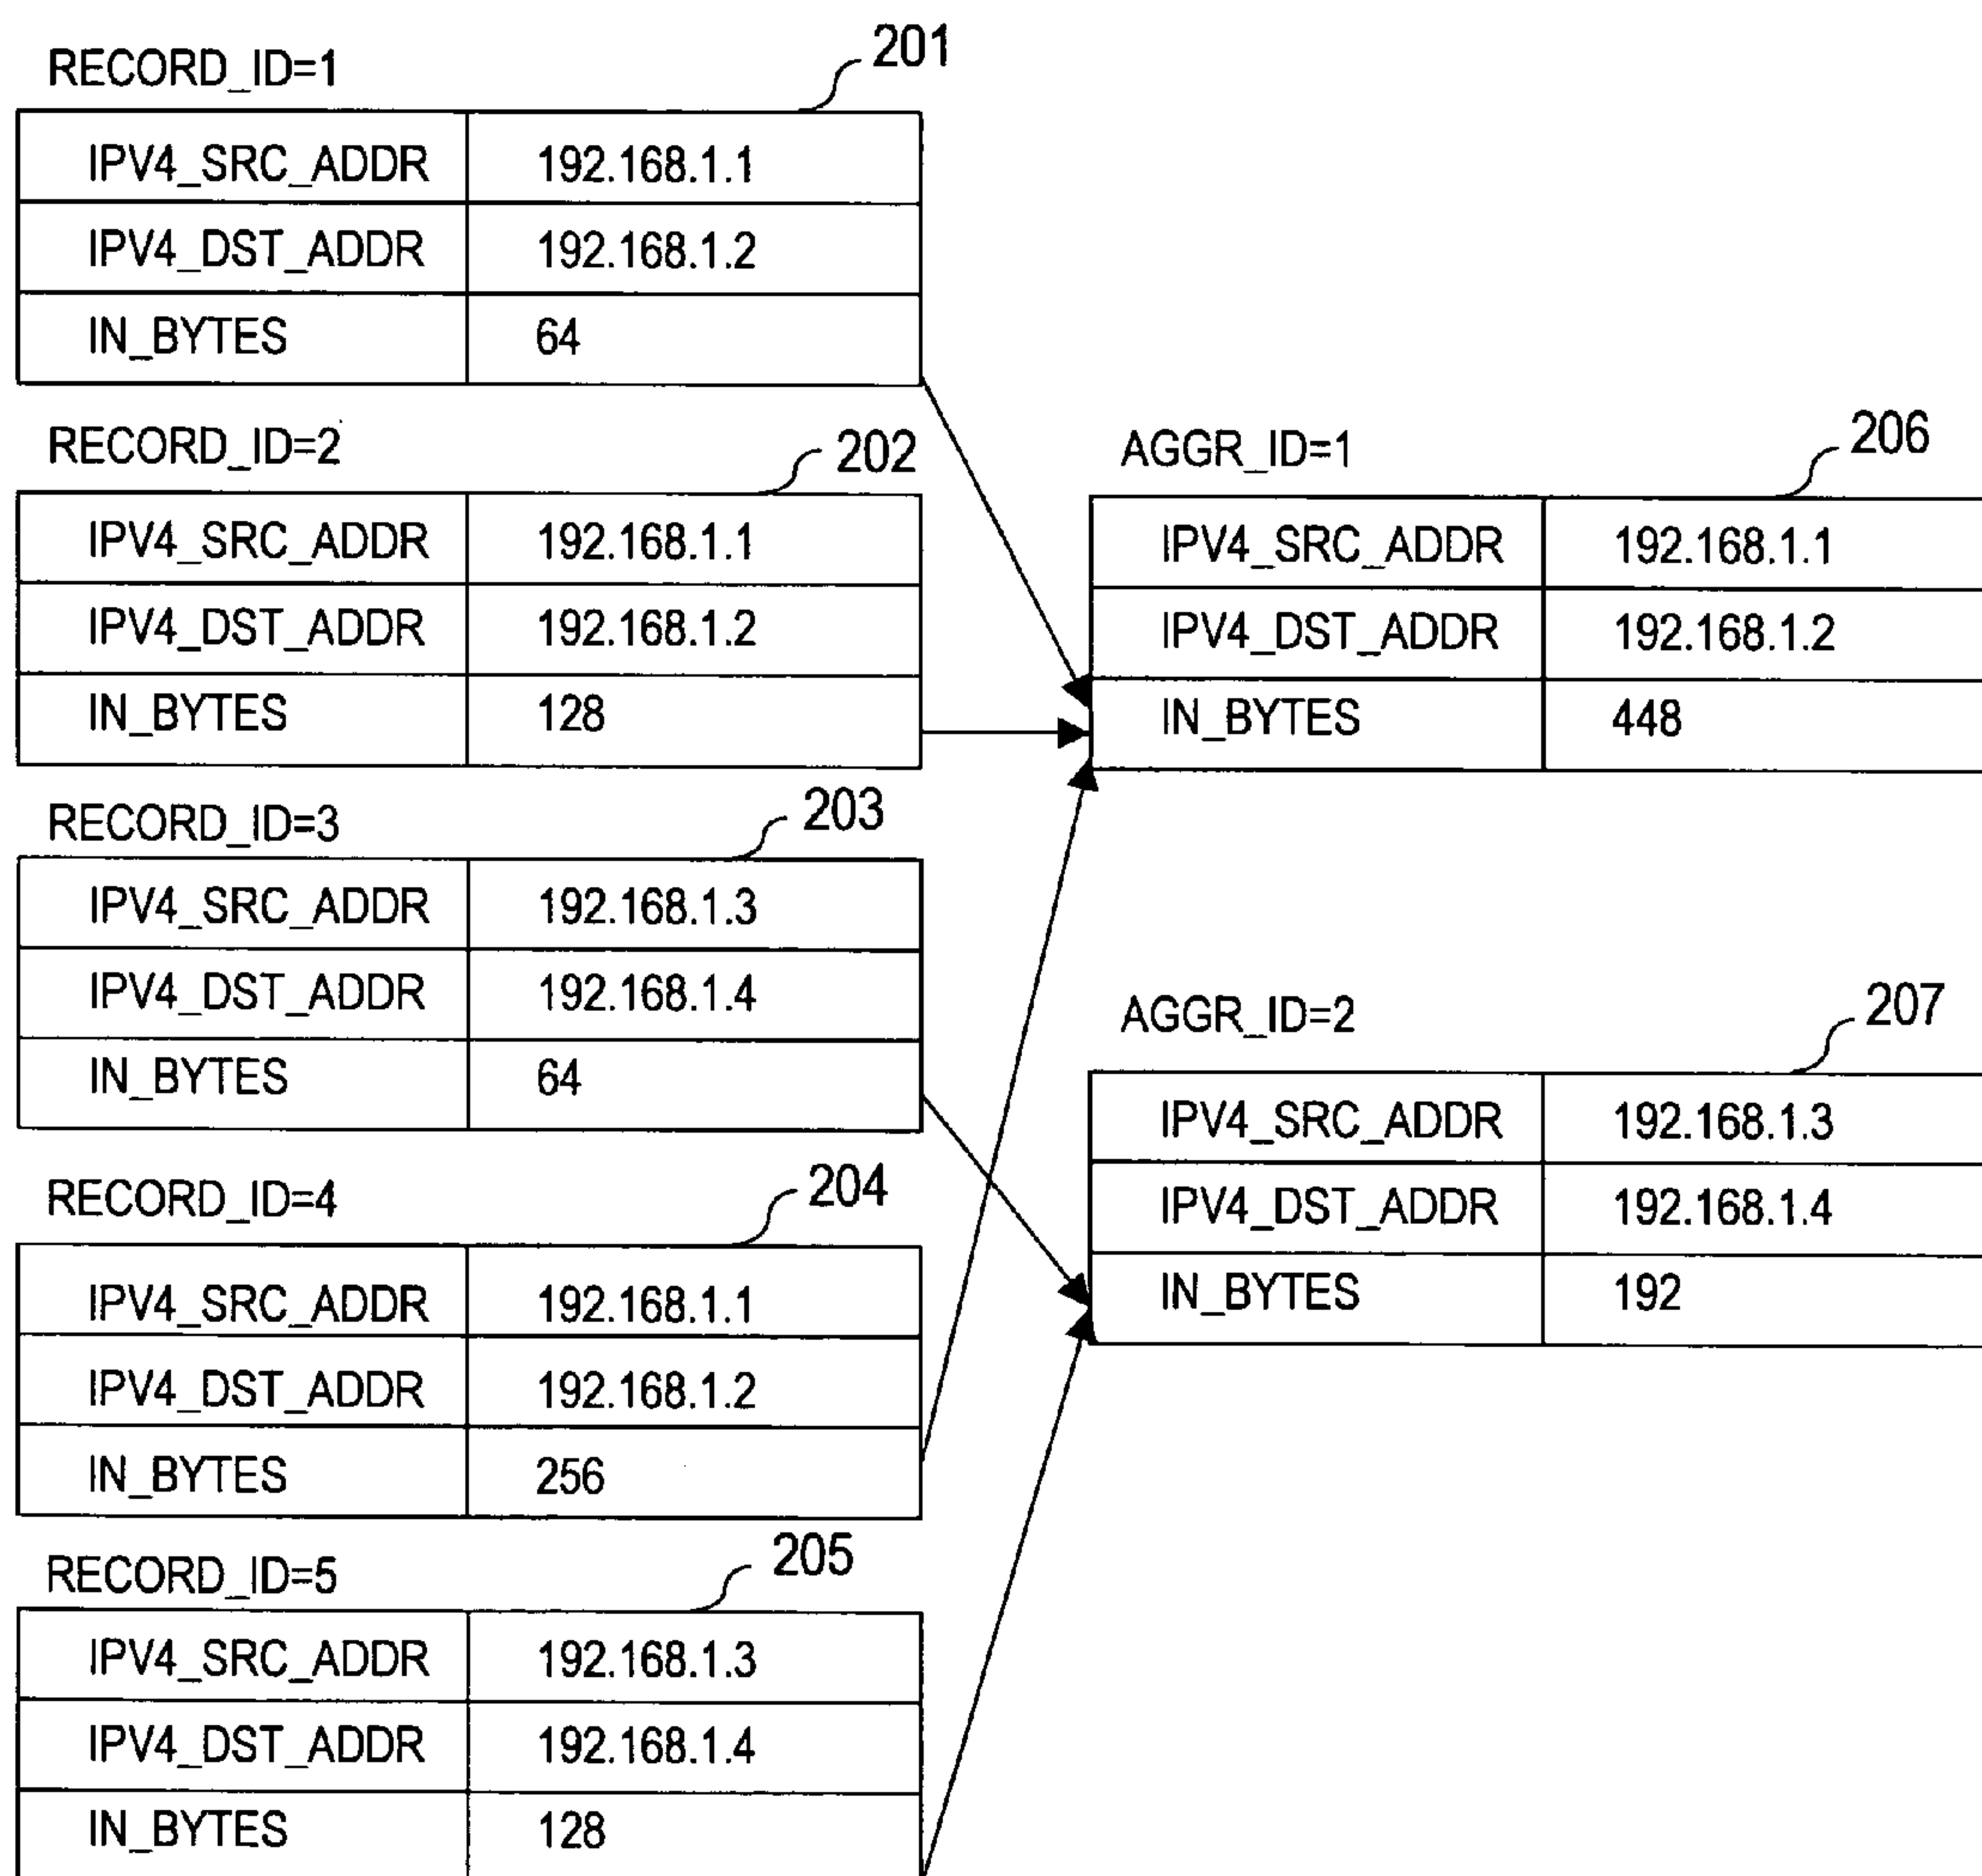 RECORD_ID=1
201
IPV4_SRC_ADDR 192.168.1.1
IPV4_DST_ADDR 192.168.1.2
IN_BYTES 64
RECORD_ID=2
202
IPV4_SRC_ADDR 192.168.1.1
IPV4_DST_ADDR 192.168.1.2
IN_BYTES 128
RECORD_ID=3
203
IPV4_SRC_ADDR 192.168.1.3
IPV4_DST_ADDR 192.168.1.4
IN_BYTES 64
RECORD_ID=4
204
IPV4_SRC_ADDR 192.168.1.1
IPV4_DST_ADDR 192.168.1.2
IN_BYTES 256
RECORD_ID=5
205
IPV4_SRC_ADDR 192.168.1.3
IPV4_DST_ADDR 192.168.1.4
IN_BYTES 128
AGGR_ID=1
206
IPV4_SRC_ADDR 192.168.1.1
IPV4_DST_ADDR 192.168.1.2
IN_BYTES 448
AGGR_ID=2
207
IPV4_SRC_ADDR 192.168.1.3
IPV4_DST_ADDR 192.168.1.4
IN_BYTES 192